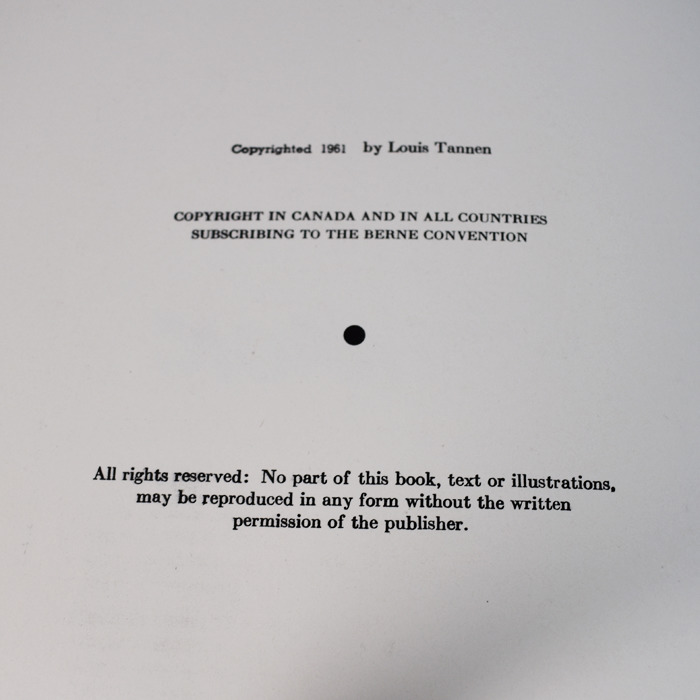 Copyrighted 1961 by Louis Tannen
COPYRIGHT IN CANADA AND IN ALL COUNTRIES
SUBSCRIBING TO THE BERNE CONVENTION
All rights reserved: No part of this book, text or illustrations,
may be reproduced in any form without the written
permission of the publisher.